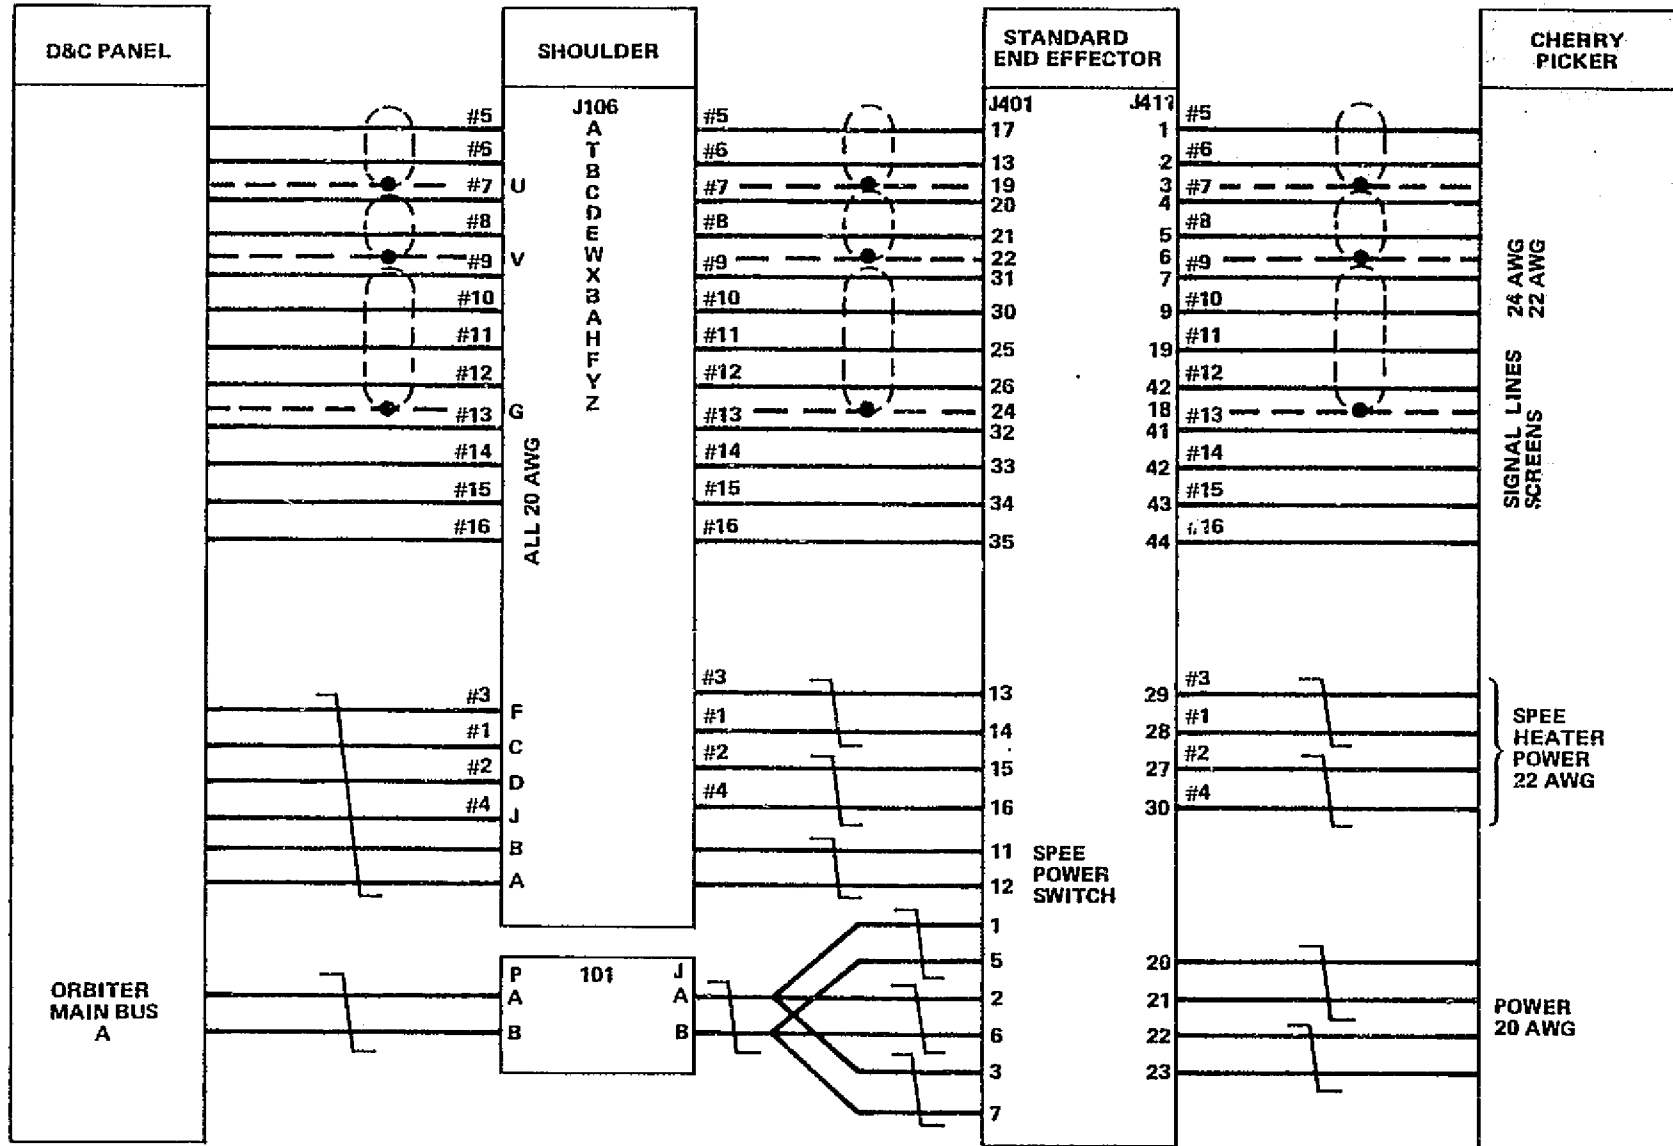 D&C PANEL
SHOULDER
STANDARD
END EFFECTOR
CHERRY
PICKER
#5
#6
#7 U
#8
#9 V
#10
#11
#12
#13 G
#14
#15
#16
ALL 20 AWG
J106
A
T
B
C
D
E
W
X
B
A
H
F
Y
Z
#5
#6
#7
#8
#9
#10
#11
#12
#13
#14
#15
#16
J401
17
13
19
20
21
22
31
30
25
26
24
32
33
34
35
J411
1
2
3
4
5
6
7
9
19
42
18
41
42
43
44
#5
#6
#7
#8
#9
#10
#11
#12
#13
#14
#15
#16
24 AWG
22 AWG
SIGNAL LINES
SCREENS
#3 F
#1 C
#2 D
#4 J
B
A
#3
#1
#2
#4
13
14
15
16
11
12
SPEE
POWER
SWITCH
29 #3
28 #1
27 #2
30 #4
SPEE
HEATER
POWER
22 AWG
ORBITER
MAIN BUS
A
P 101 J
A A
B B
1
5
2
6
3
7
20
21
22
23
POWER
20 AWG